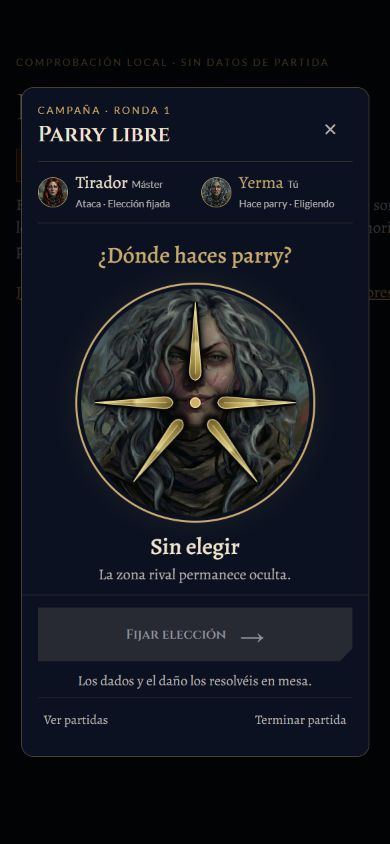 COMPROBACIÓN LOCAL · SIN DATOS DE PARTIDA
CAMPAÑA · RONDA 1
PARRY LIBRE
×
Tirador Máster
Ataca · Elección fijada
Yerma Tú
Hace parry · Eligiendo
¿Dónde haces parry?
Sin elegir
La zona rival permanece oculta.
FIJAR ELECCIÓN →
Los dados y el daño los resolvéis en mesa.
Ver partidas
Terminar partida